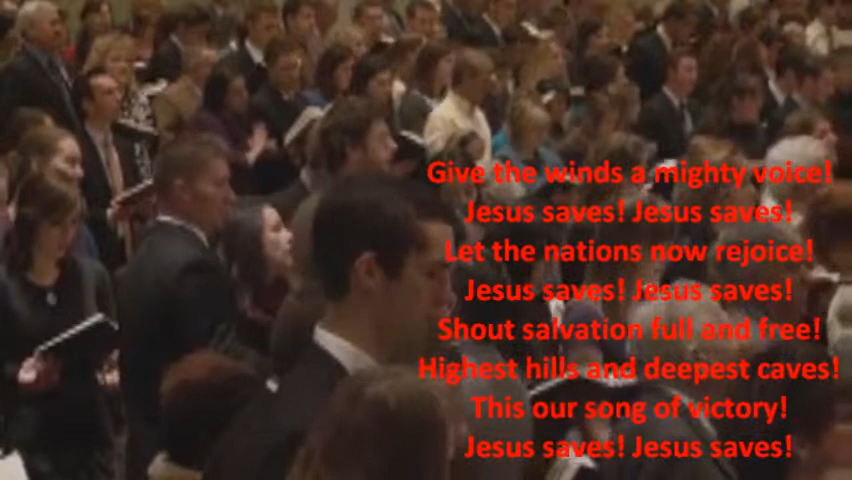 Give the winds a mighty voice!
Jesus saves! Jesus saves!
Let the nations now rejoice!
Jesus saves! Jesus saves!
Shout salvation full and free!
Highest hills and deepest caves!
This our song of victory!
Jesus saves! Jesus saves!